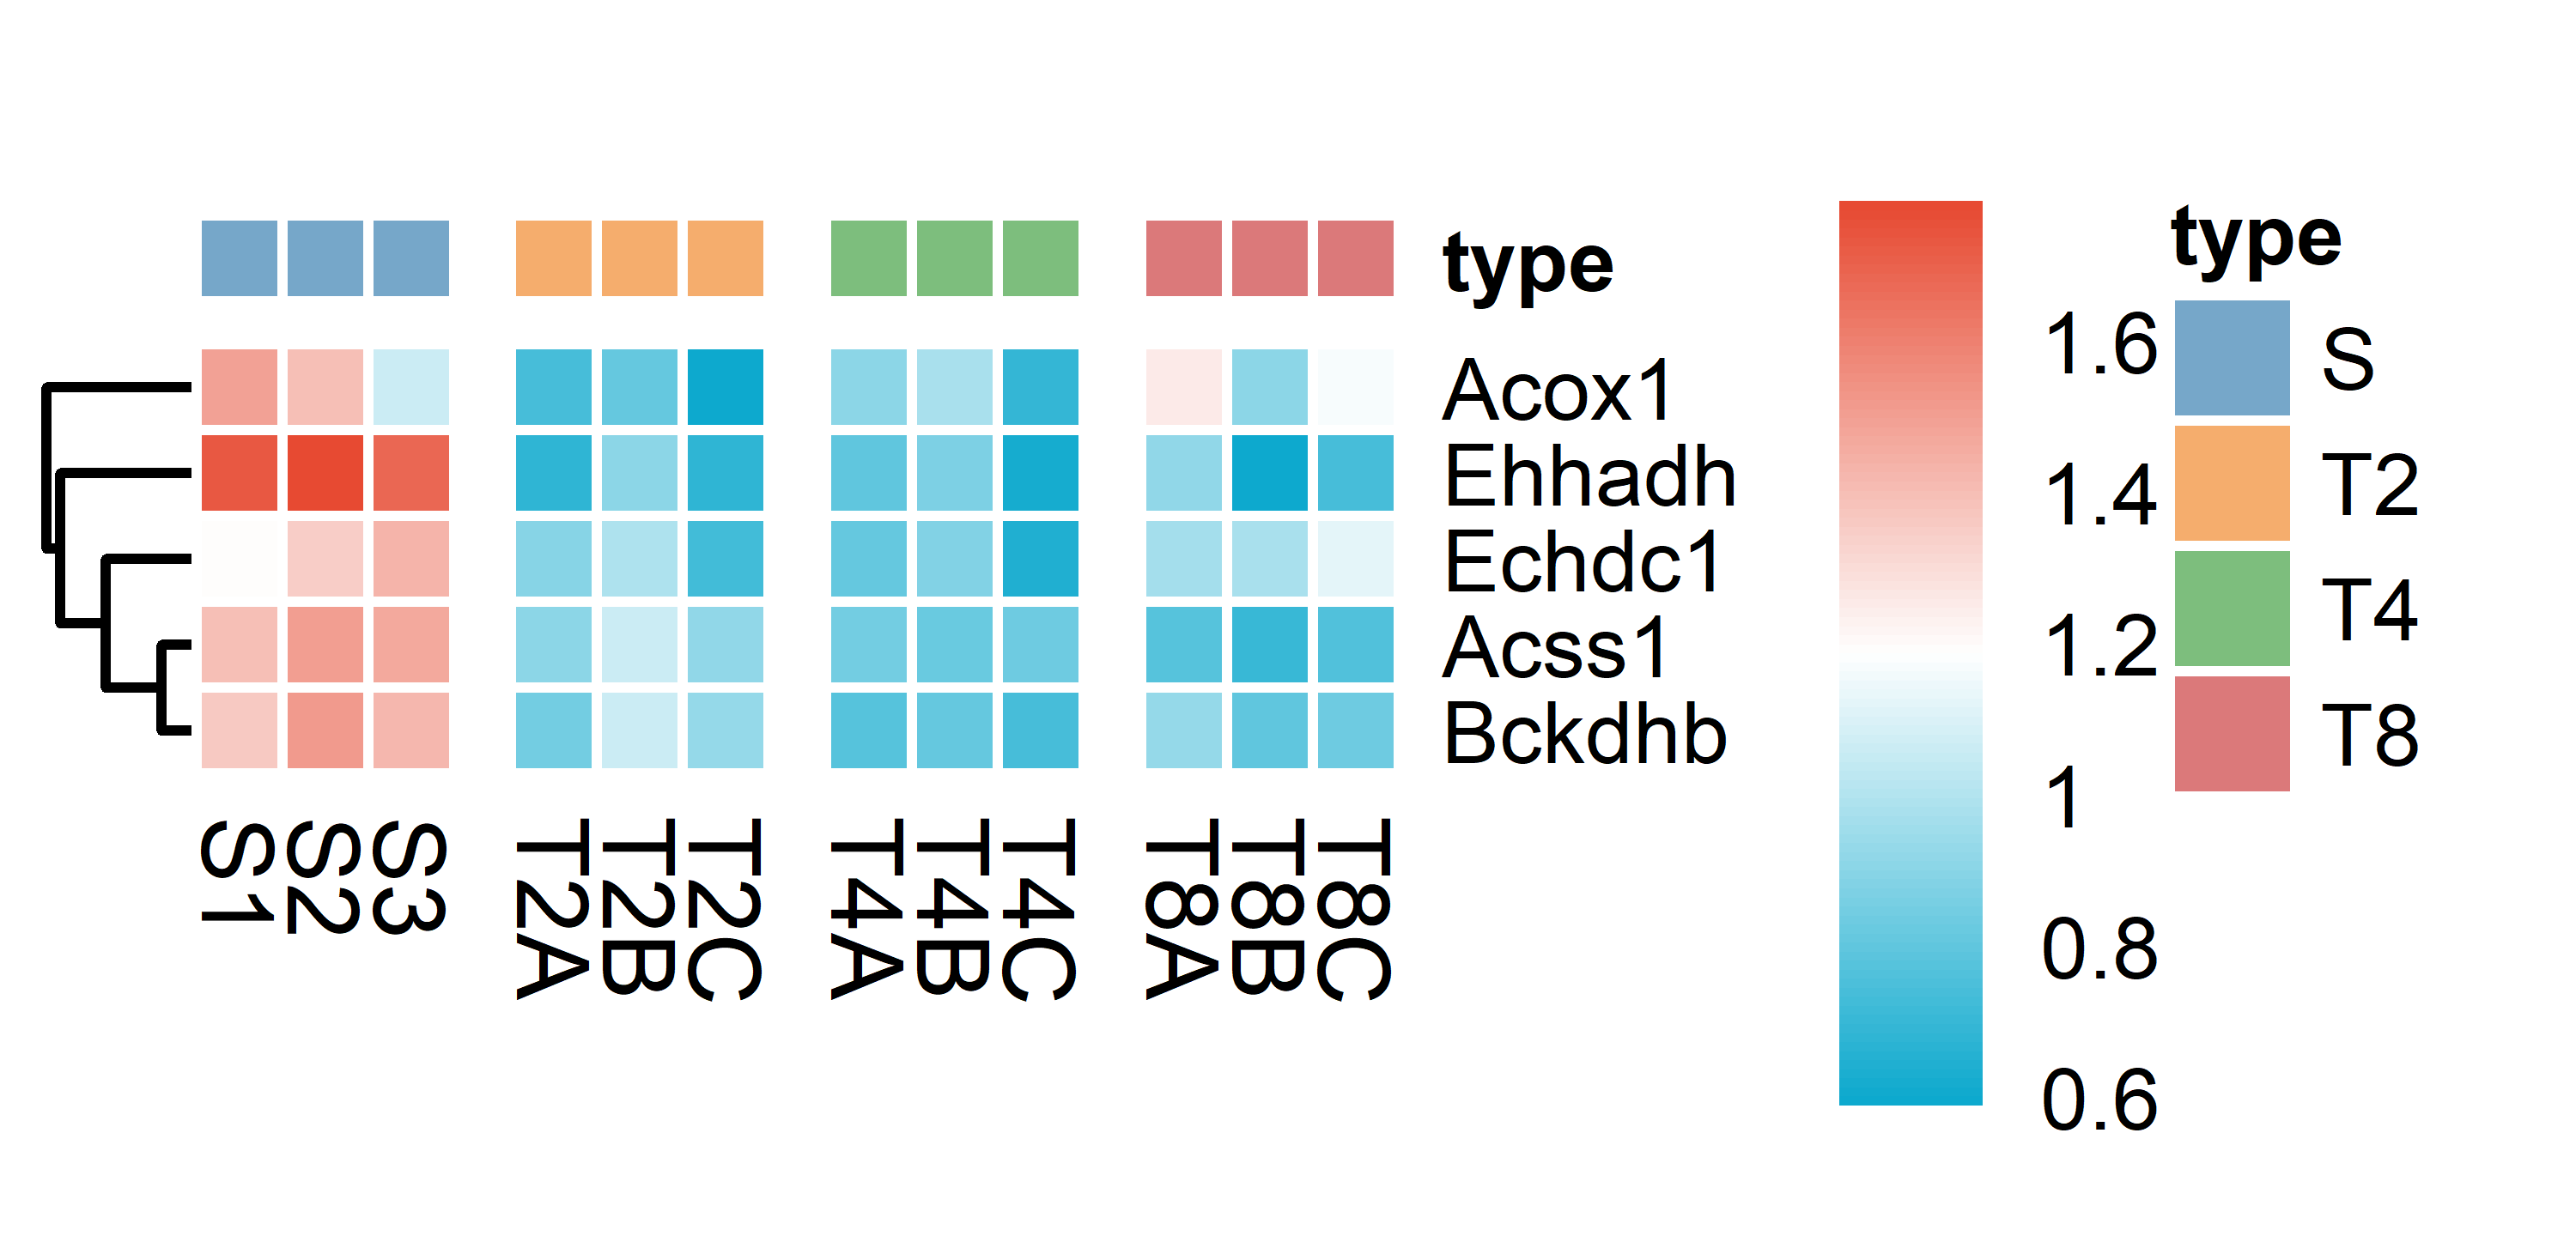 type
Acox1
Ehhadh
Echdc1
Acss1
Bckdhb
S1 S2 S3 T2A T2B T2C T4A T4B T4C T8A T8B T8C
1.6
1.4
1.2
1
0.8
0.6
type
S
T2
T4
T8